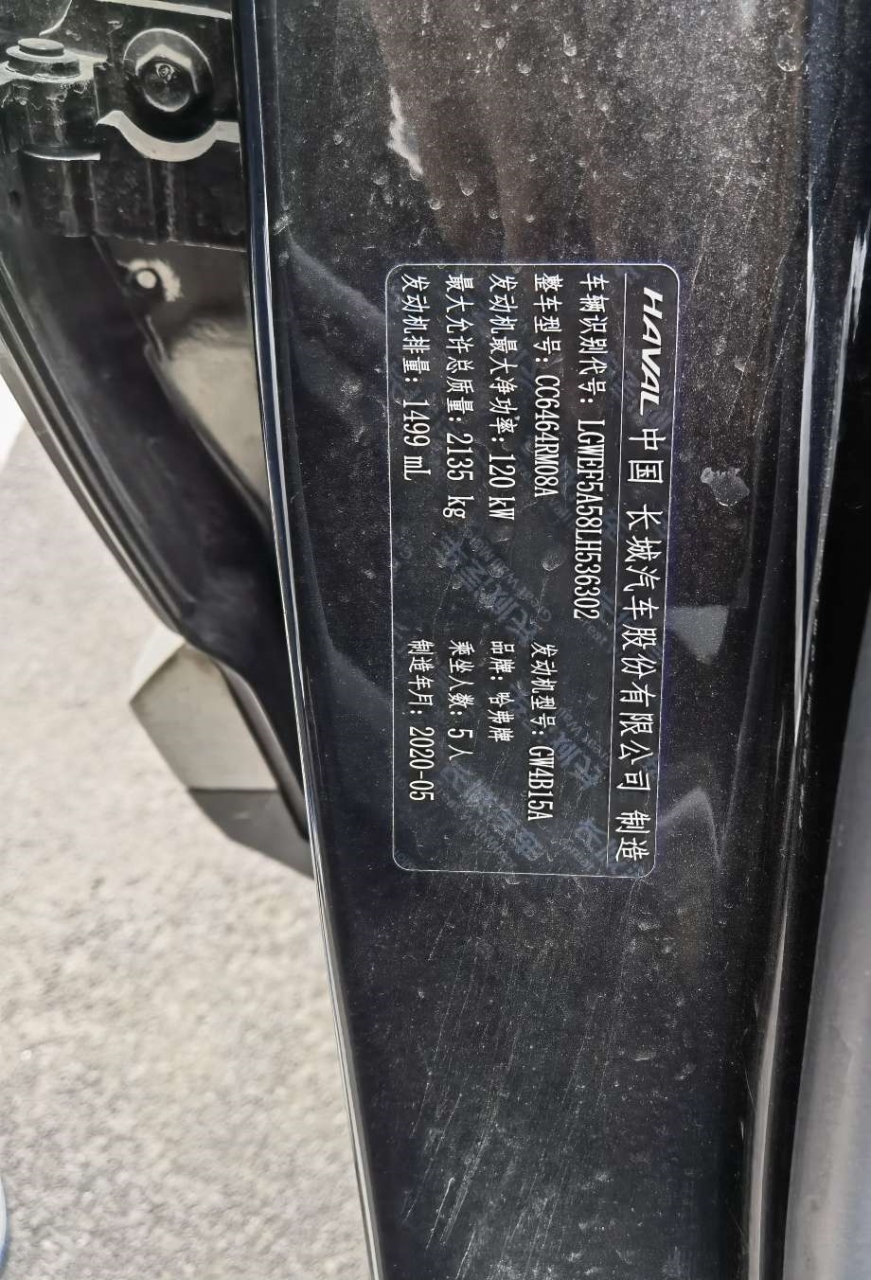 HAVAL 中国 长城汽车股份有限公司 制造
车辆识别代号: LGWEF5A58LH536302
整车型号: CC6464RM08A 发动机型号: GW4B15A
发动机最大净功率: 120 kW 品牌: 哈弗牌
最大允许总质量: 2135 kg 乘坐人数: 5人
发动机排量: 1499 mL 制造年月: 2020-05